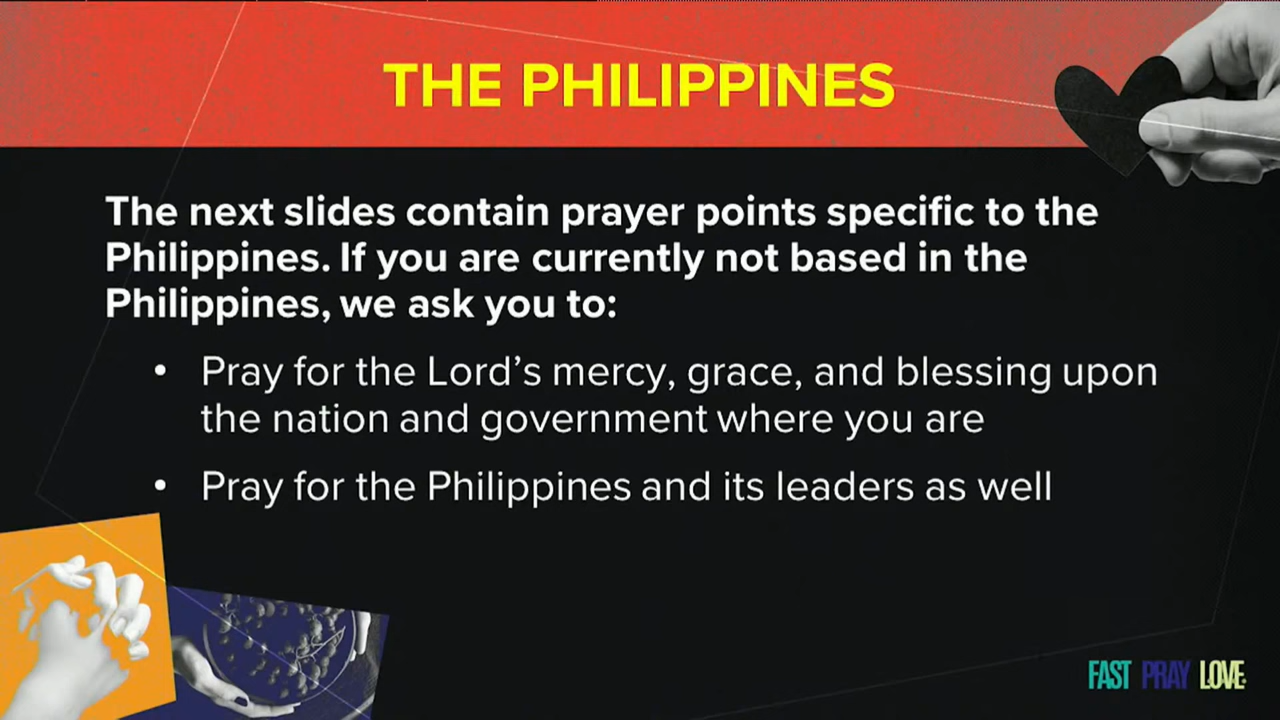 THE PHILIPPINES
The next slides contain prayer points specific to the
Philippines. If you are currently not based in the
Philippines, we ask you to:
• Pray for the Lord’s mercy, grace, and blessing upon
the nation and government where you are
• Pray for the Philippines and its leaders as well
FAST PRAY LOVE.